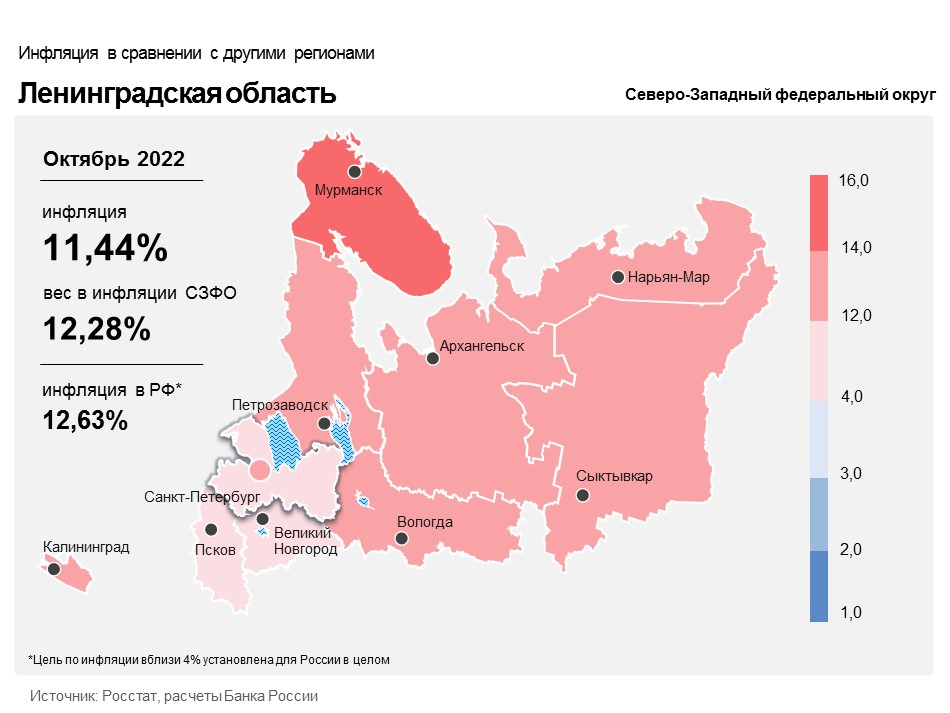 Инфляция в сравнении с другими регионами
Ленинградская область
Северо-Западный федеральный округ
Октябрь 2022
инфляция
11,44%
вес в инфляции СЗФО
12,28%
инфляция в РФ*
12,63%
Мурманск
Нарьян-Мар
Архангельск
Петрозаводск
Сыктывкар
Санкт-Петербург
Вологда
Великий
Новгород
Псков
Калининград
16,0
14,0
12,0
4,0
3,0
2,0
1,0
*Цель по инфляции вблизи 4% установлена для России в целом
Источник: Росстат, расчеты Банка России